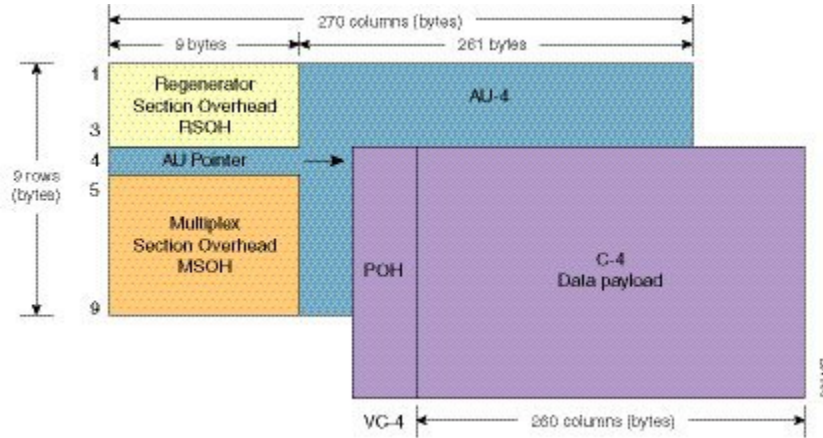 270 columns (bytes)
9 bytes
261 bytes
1
Regenerator
Section Overhead
RSOH
AU-4
3
4
AU Pointer
9 rows
(bytes)
5
Multiplex
Section Overhead
MSOH
POH
C-4
Data payload
9
VC-4
260 columns (bytes)